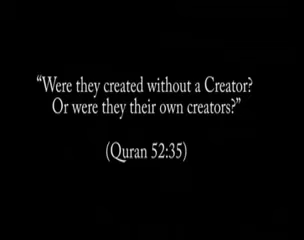 “Were they created without a Creator?
Or were they their own creators?”
(Quran 52:35)